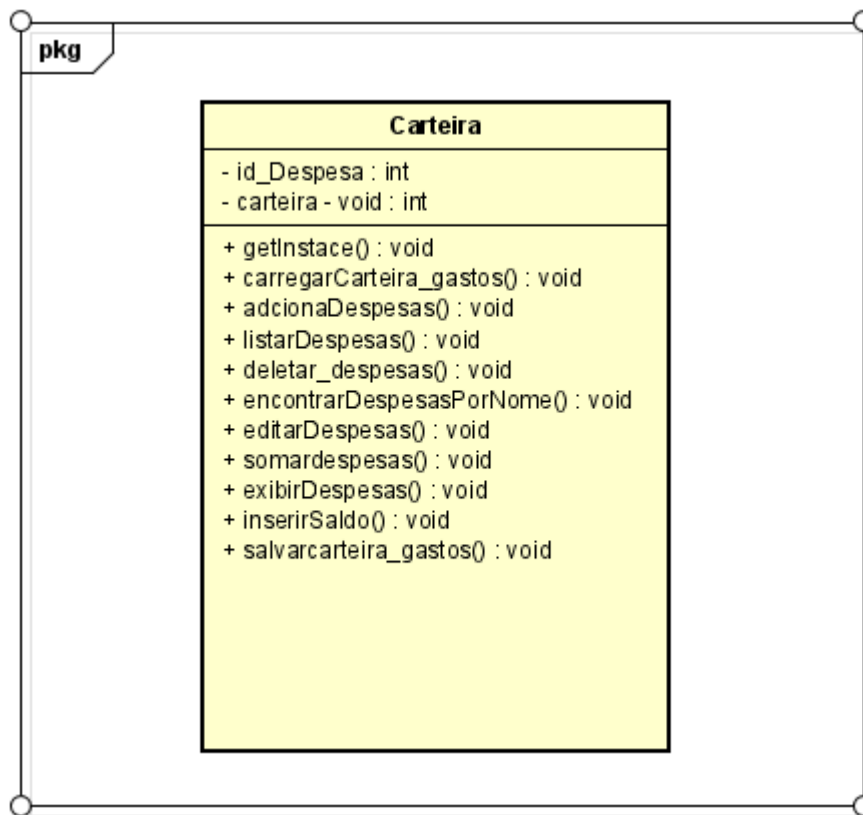 pkg
Carteira
- id_Despesa : int
- carteira - void : int
+ getInstace() : void
+ carregarCarteira_gastos() : void
+ adcionaDespesas() : void
+ listarDespesas() : void
+ deletar_despesas() : void
+ encontrarDespesasPorNome() : void
+ editarDespesas() : void
+ somardespesas() : void
+ exibirDespesas() : void
+ inserirSaldo() : void
+ salvarcarteira_gastos() : void